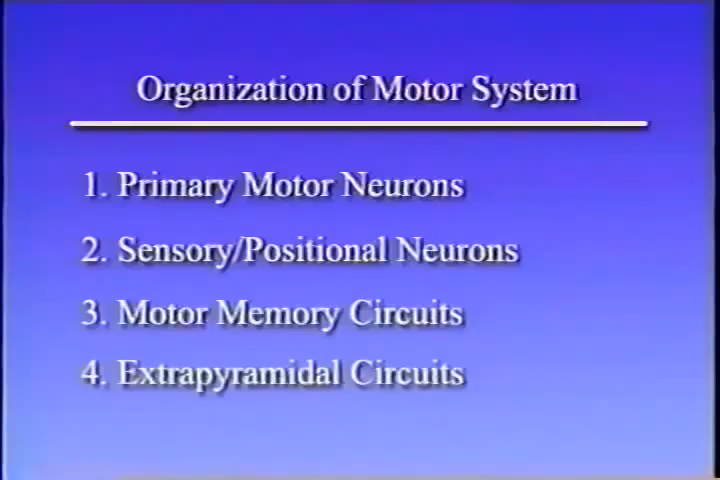 Organization of Motor System
1. Primary Motor Neurons
2. Sensory/Positional Neurons
3. Motor Memory Circuits
4. Extrapyramidal Circuits